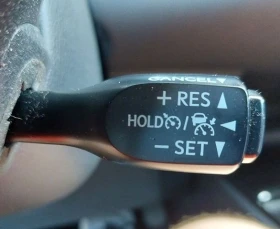 CANCEL
+ RES ▲
HOLD / ◀
− SET ▼